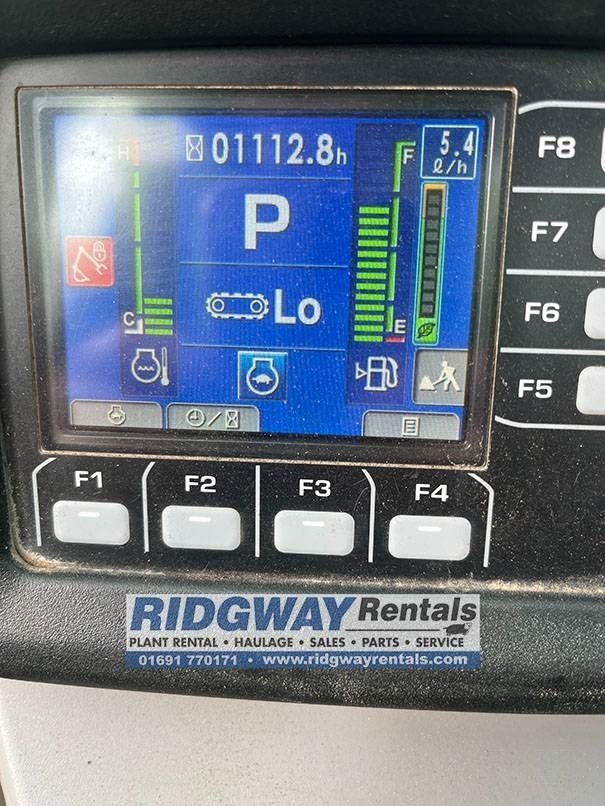 H
01112.8h
F
5.4
ℓ/h
P
C
Lo
E
F8
F7
F6
F5
F1
F2
F3
F4
RIDGWAY Rentals
PLANT RENTAL • HAULAGE • SALES • PARTS • SERVICE
01691 770171 • www.ridgwayrentals.com